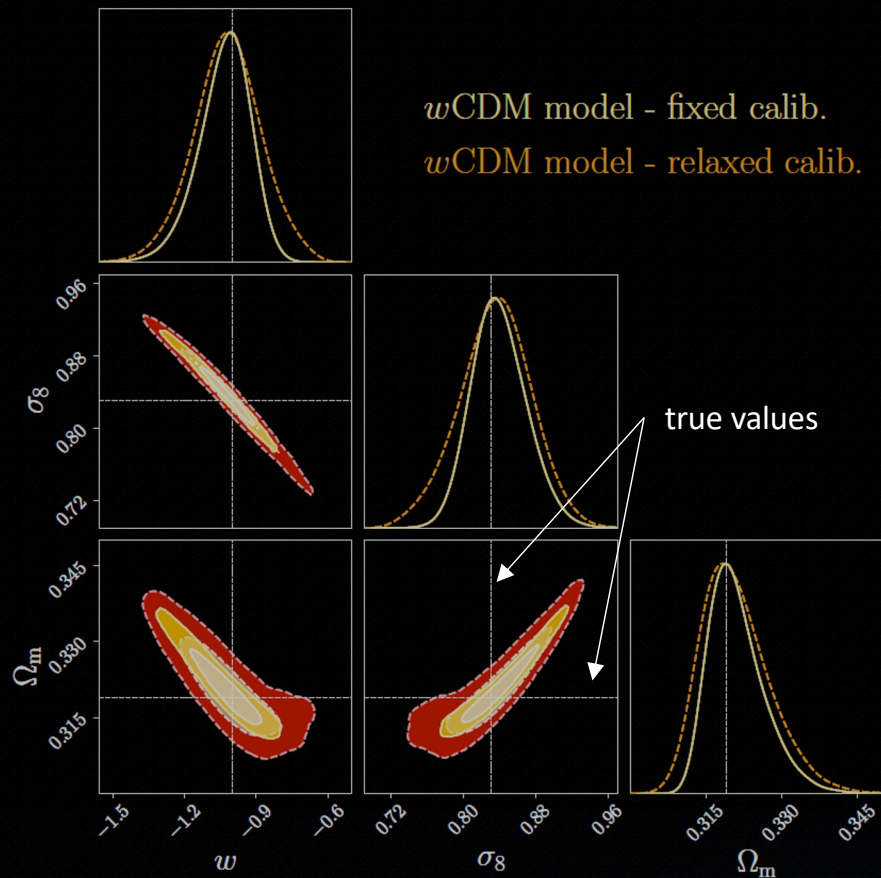 wCDM model - fixed calib.
wCDM model - relaxed calib.
0.96
0.88
σ8
0.80
0.72
true values
0.345
0.330
Ωm
0.315
−1.5 −1.2 −0.9 −0.6
0.72 0.80 0.88 0.96
0.315 0.330 0.345
w
σ8
Ωm